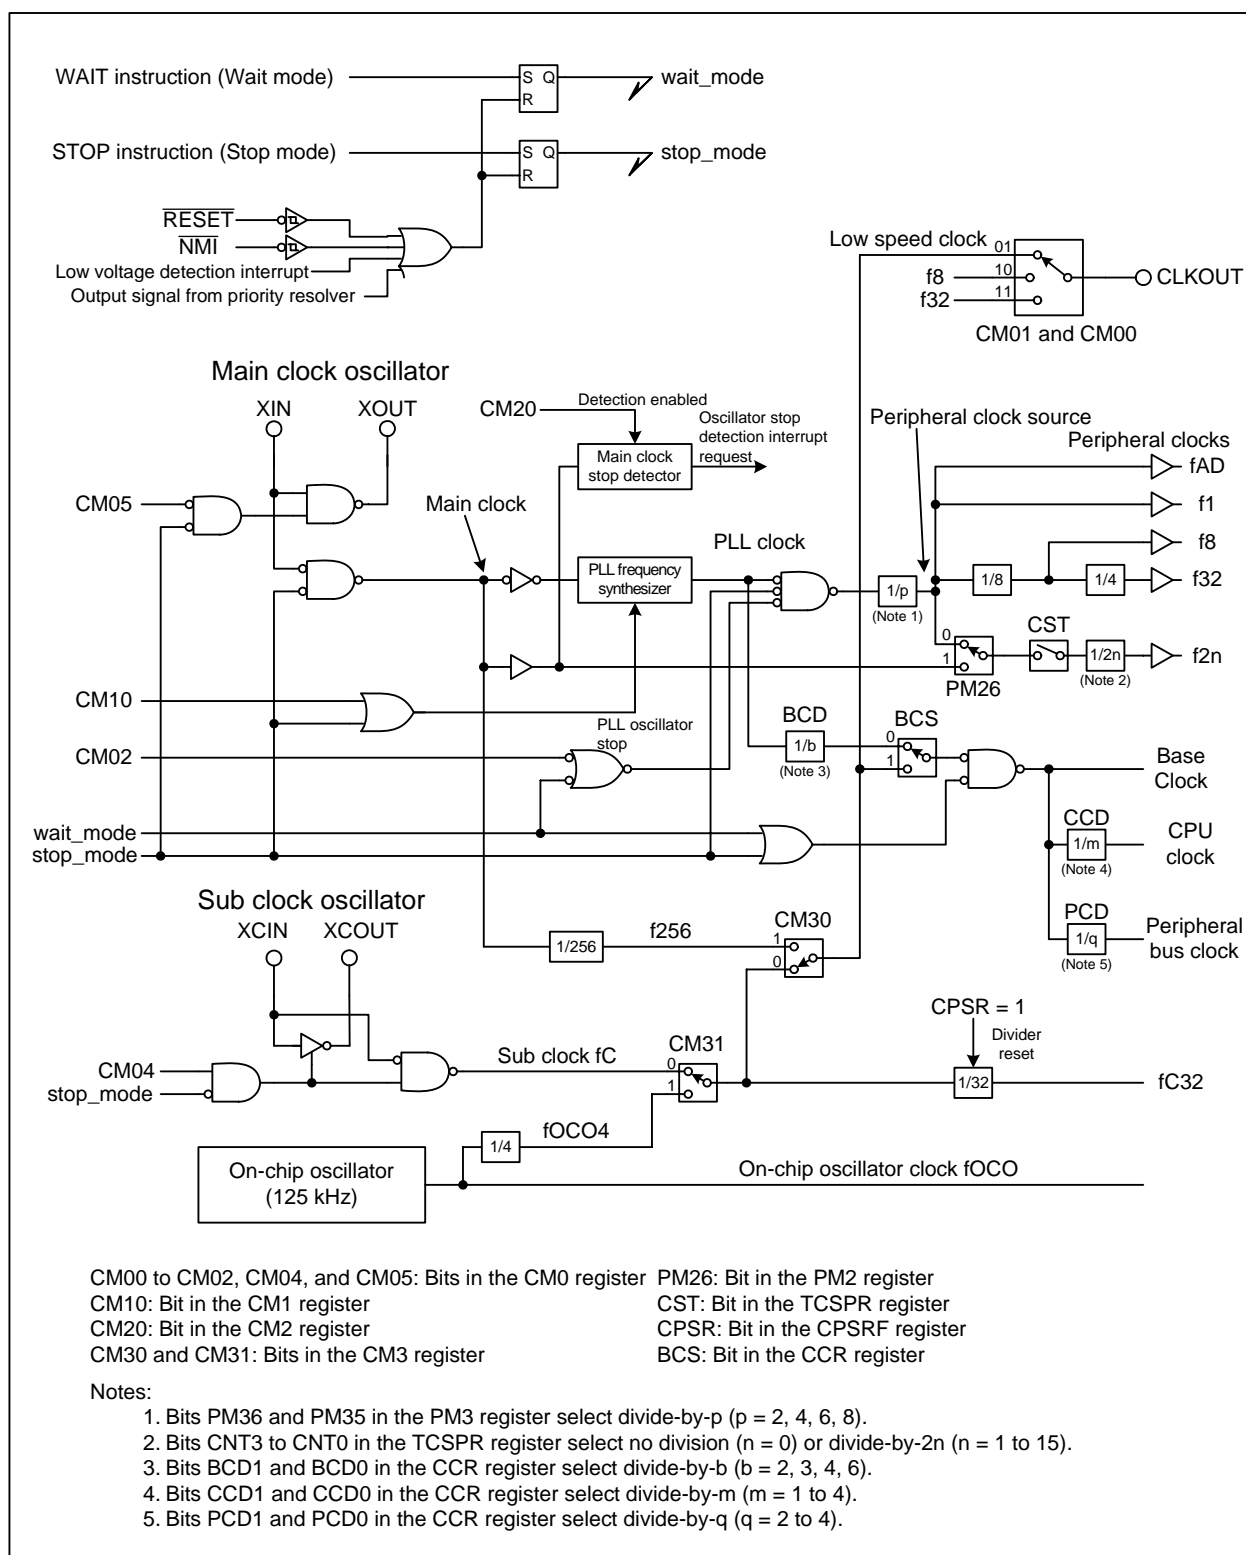 WAIT instruction (Wait mode)
S Q
R
wait_mode
STOP instruction (Stop mode)
S Q
R
stop_mode
RESET
NMI
Low voltage detection interrupt
Output signal from priority resolver
Low speed clock
01
f8
10
f32
11
CLKOUT
CM01 and CM00
Main clock oscillator
XIN
XOUT
CM20
Detection enabled
Oscillator stop
detection interrupt
request
Main clock
stop detector
Peripheral clock source
Peripheral clocks
fAD
CM05
Main clock
f1
PLL clock
f8
PLL frequency
synthesizer
1/p
(Note 1)
1/8
1/4
f32
0
1
PM26
CST
1/2n
(Note 2)
f2n
CM10
PLL oscillator
stop
CM02
BCD
1/b
(Note 3)
BCS
0
1
Base
Clock
wait_mode
stop_mode
CCD
1/m
(Note 4)
CPU
clock
Sub clock oscillator
XCIN
XCOUT
1/256
f256
CM30
1
0
PCD
1/q
(Note 5)
Peripheral
bus clock
CPSR = 1
Divider
reset
CM04
stop_mode
Sub clock fC
CM31
0
1
1/32
fC32
1/4
fOCO4
On-chip oscillator
(125 kHz)
On-chip oscillator clock fOCO
CM00 to CM02, CM04, and CM05: Bits in the CM0 register
PM26: Bit in the PM2 register
CM10: Bit in the CM1 register
CST: Bit in the TCSPR register
CM20: Bit in the CM2 register
CPSR: Bit in the CPSRF register
CM30 and CM31: Bits in the CM3 register
BCS: Bit in the CCR register
Notes:
1. Bits PM36 and PM35 in the PM3 register select divide-by-p (p = 2, 4, 6, 8).
2. Bits CNT3 to CNT0 in the TCSPR register select no division (n = 0) or divide-by-2n (n = 1 to 15).
3. Bits BCD1 and BCD0 in the CCR register select divide-by-b (b = 2, 3, 4, 6).
4. Bits CCD1 and CCD0 in the CCR register select divide-by-m (m = 1 to 4).
5. Bits PCD1 and PCD0 in the CCR register select divide-by-q (q = 2 to 4).